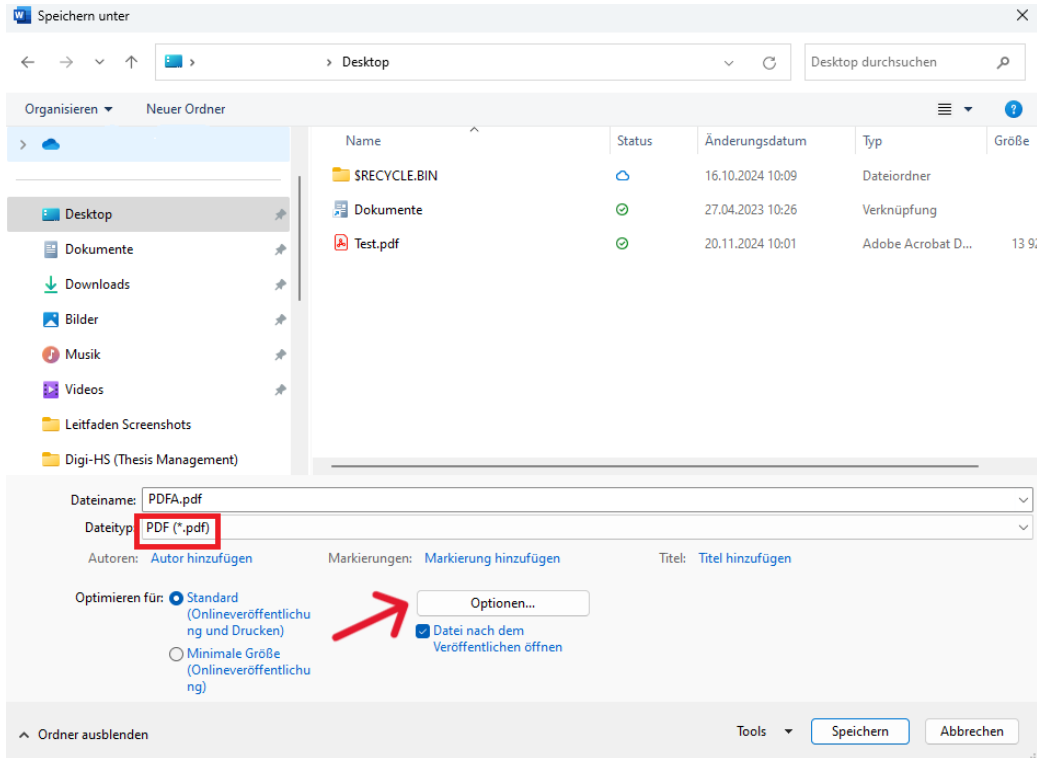 Speichern unter
Desktop
Desktop durchsuchen
Organisieren
Neuer Ordner
Name Status Änderungsdatum Typ Größe
$RECYCLE.BIN 16.10.2024 10:09 Dateiordner
Dokumente 27.04.2023 10:26 Verknüpfung
Test.pdf 20.11.2024 10:01 Adobe Acrobat D... 13 92
Desktop
Dokumente
Downloads
Bilder
Musik
Videos
Leitfaden Screenshots
Digi-HS (Thesis Management)
Dateiname: PDFA.pdf
Dateityp: PDF (*.pdf)
Autoren: Autor hinzufügen Markierungen: Markierung hinzufügen Titel: Titel hinzufügen
Optimieren für: Standard
(Onlineveröffentlichu
ng und Drucken)
Minimale Größe
(Onlineveröffentlichu
ng)
Optionen...
Datei nach dem
Veröffentlichen öffnen
Ordner ausblenden
Tools Speichern Abbrechen